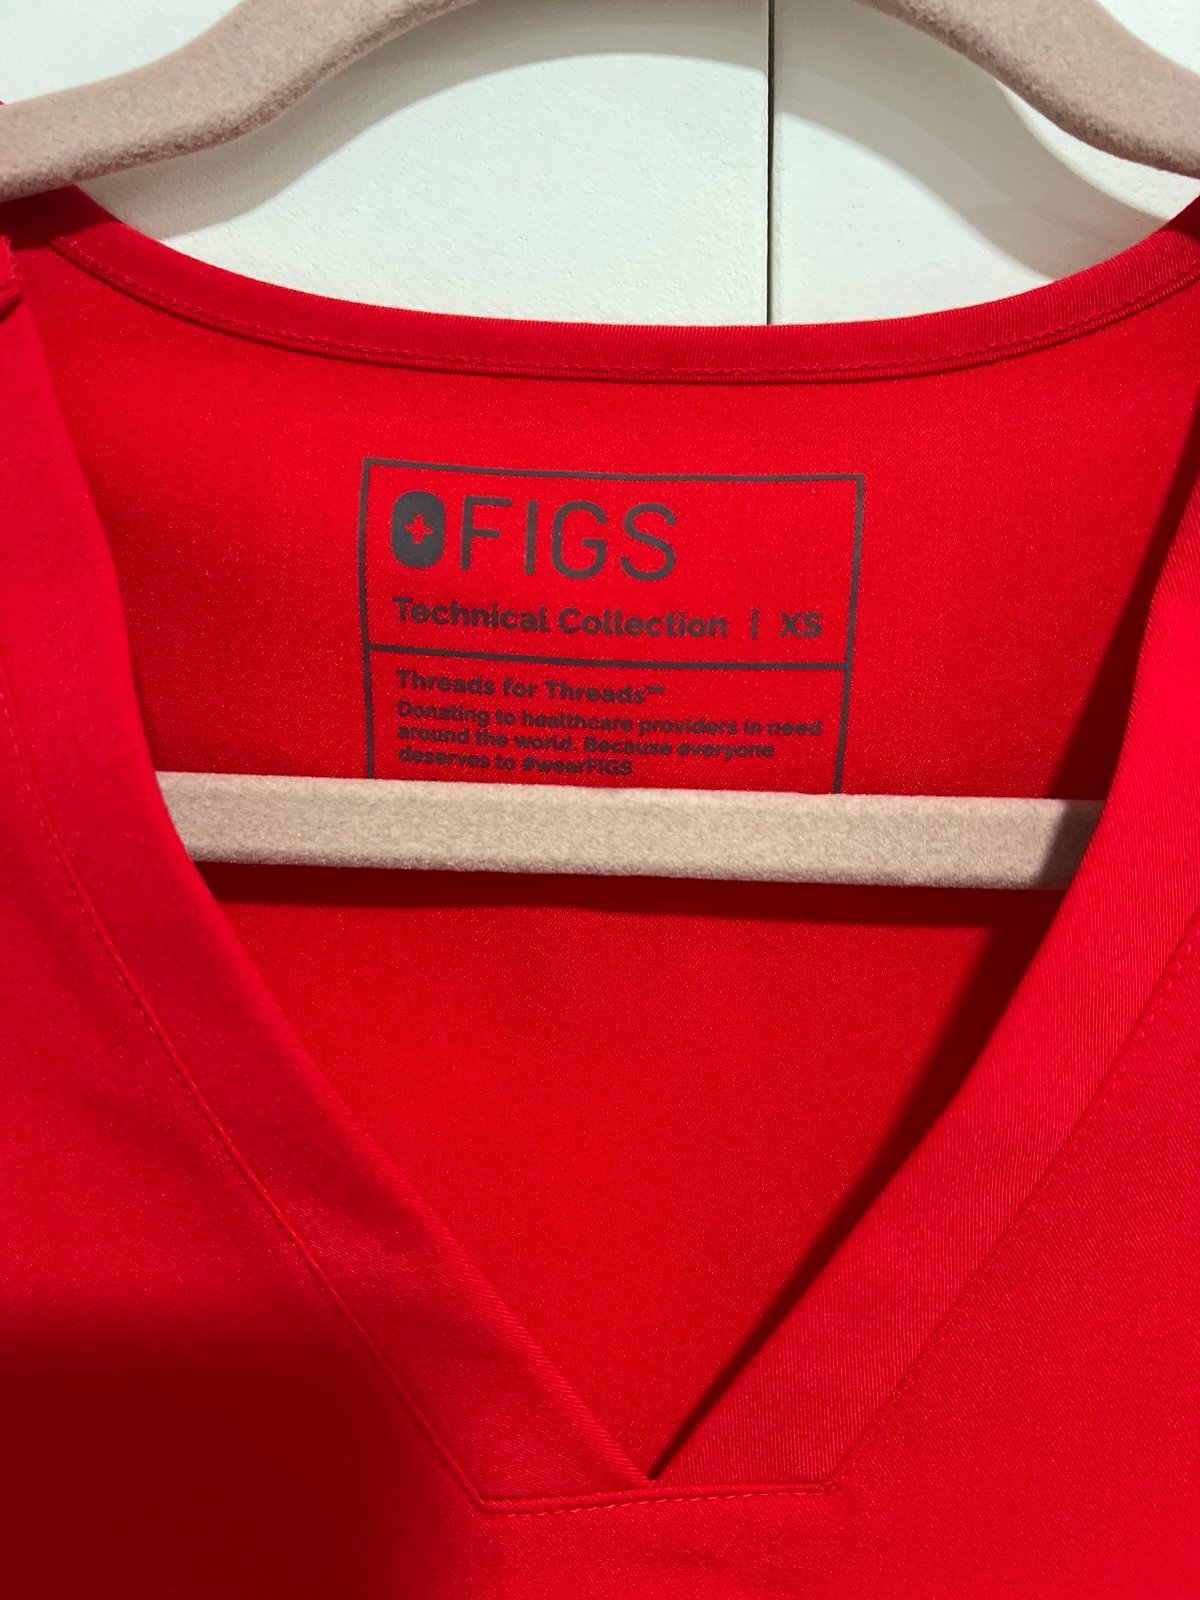 FIGS
Technical Collection | XS
Threads for Threads™
Donating to healthcare providers in need
around the world. Because everyone
deserves to #wearFIGS